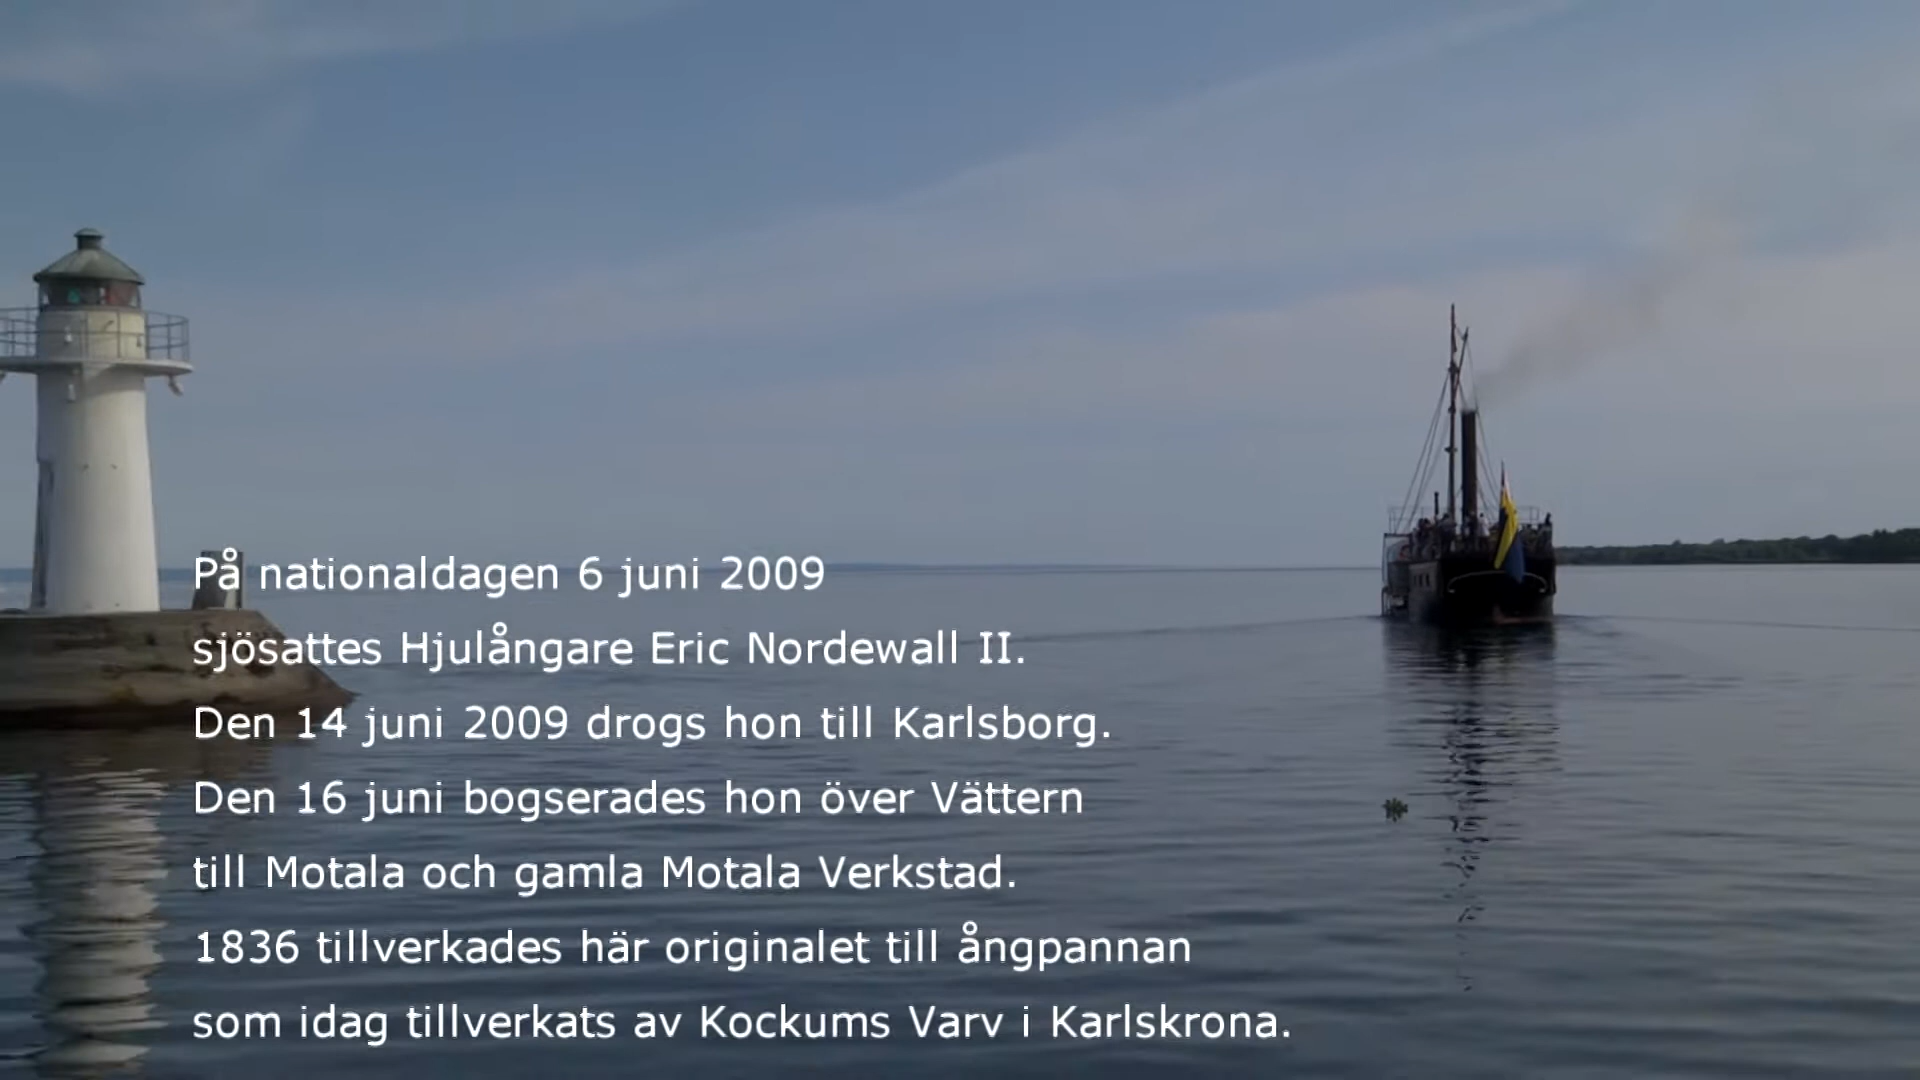 På nationaldagen 6 juni 2009
sjösattes Hjulångare Eric Nordewall II.
Den 14 juni 2009 drogs hon till Karlsborg.
Den 16 juni bogserades hon över Vättern
till Motala och gamla Motala Verkstad.
1836 tillverkades här originalet till ångpannan
som idag tillverkats av Kockums Varv i Karlskrona.